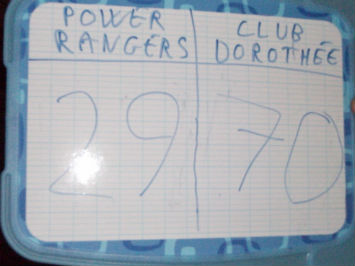 POWER
RANGERS
CLUB
DOROTHÉE
29
70